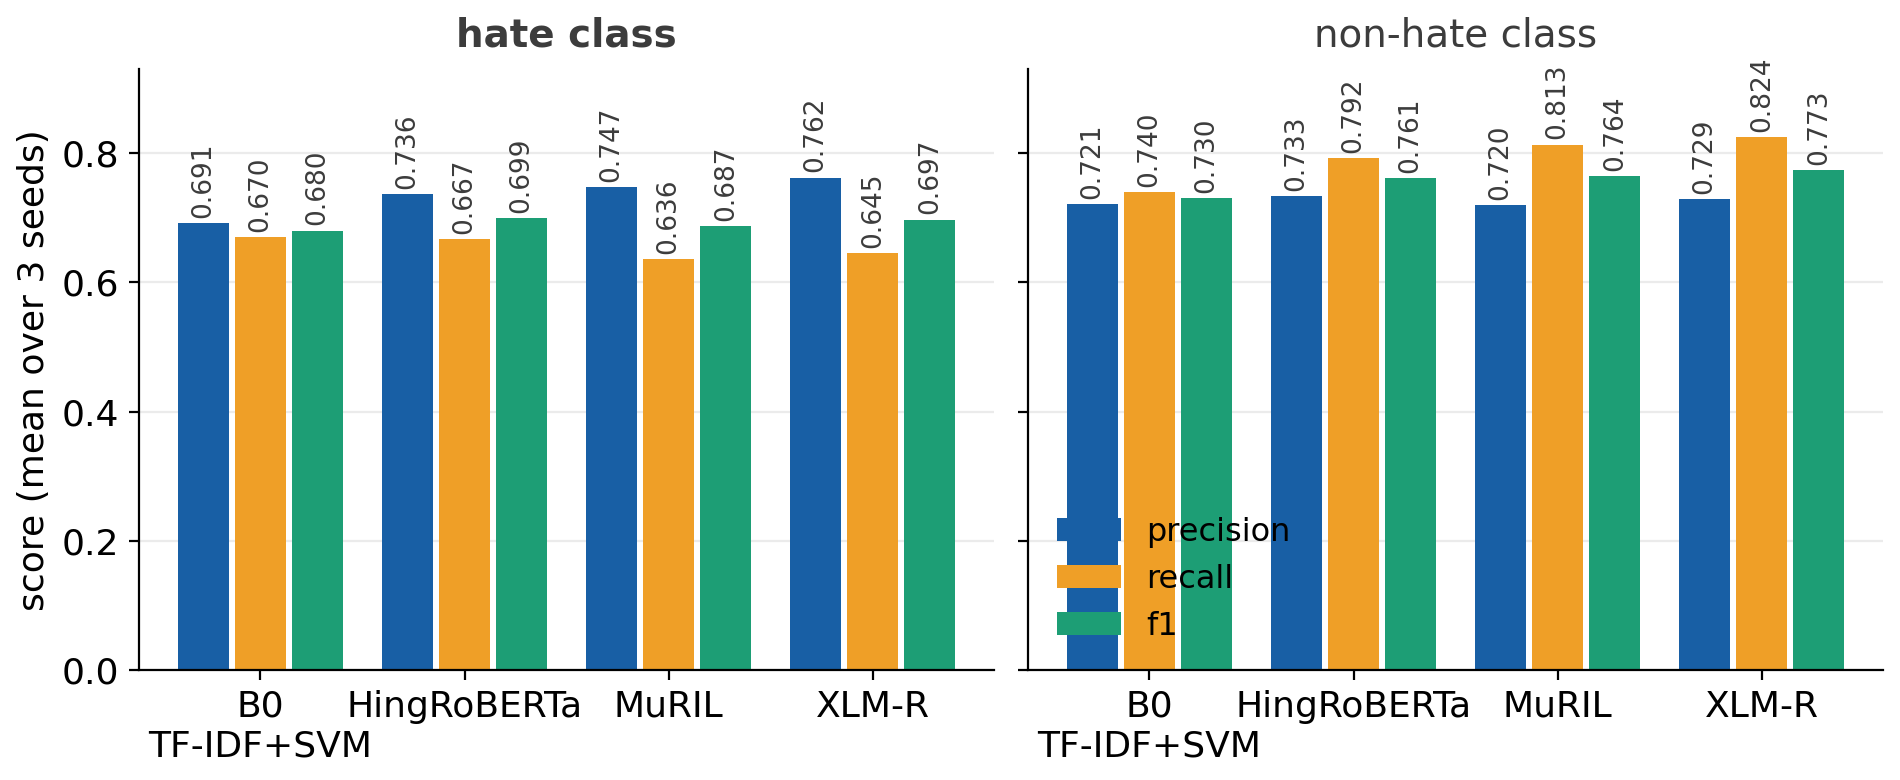 hate class
non-hate class
score (mean over 3 seeds)
0.8
0.6
0.4
0.2
0.0
0.691
0.670
0.680
0.736
0.667
0.699
0.747
0.636
0.687
0.762
0.645
0.697
0.721
0.740
0.730
0.733
0.792
0.761
0.720
0.813
0.764
0.729
0.824
0.773
precision
recall
f1
B0
TF-IDF+SVM
HingRoBERTa
MuRIL
XLM-R
B0
TF-IDF+SVM
HingRoBERTa
MuRIL
XLM-R